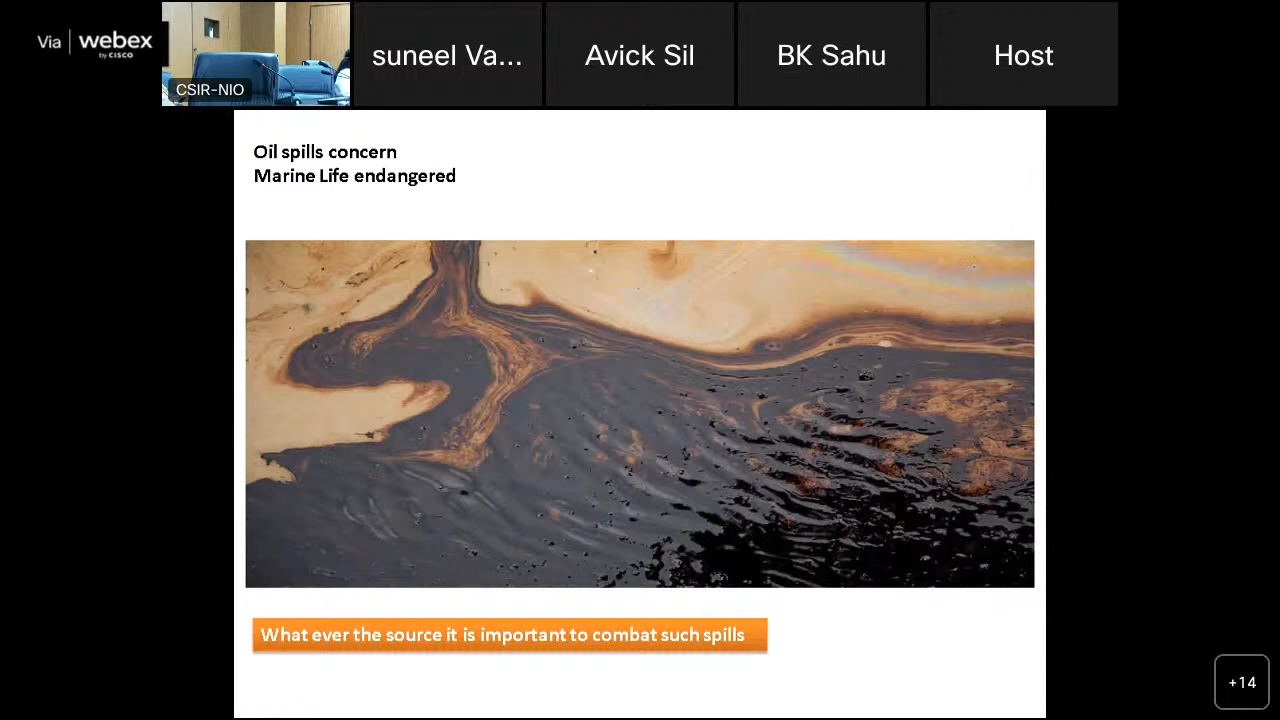 Via webex
by CISCO
CSIR-NIO
suneel Va...
Avick Sil
BK Sahu
Host
Oil spills concern
Marine Life endangered
What ever the source it is important to combat such spills
+14